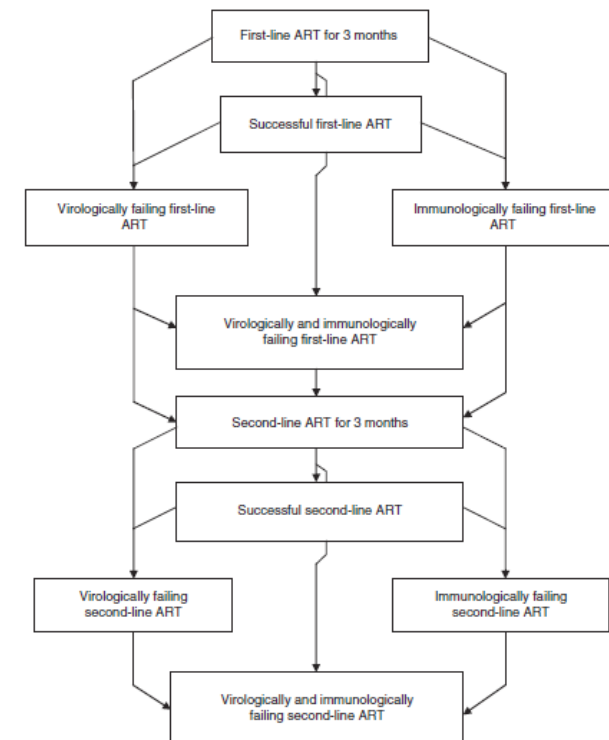 First-line ART for 3 months
Successful first-line ART
Virologically failing first-line
ART
Immunologically failing first-line
ART
Virologically and immunologically
failing first-line ART
Second-line ART for 3 months
Successful second-line ART
Virologically failing
second-line ART
Immunologically failing
second-line ART
Virologically and immunologically
failing second-line ART